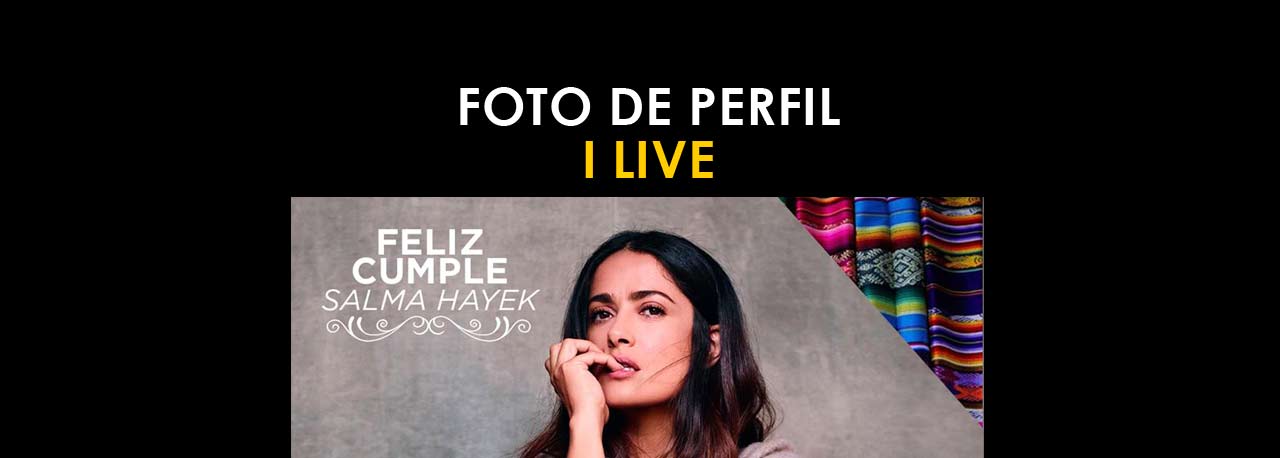 FOTO DE PERFIL
I LIVE
FELIZ
CUMPLE
SALMA HAYEK